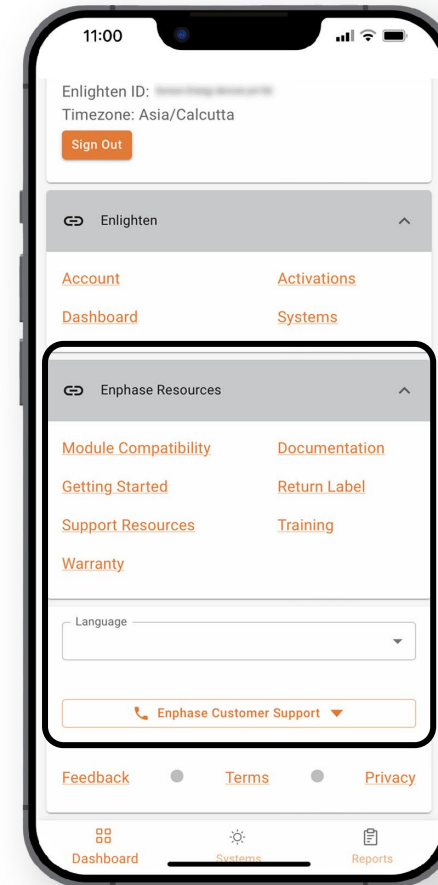 11:00
Enlighten ID:
Timezone: Asia/Calcutta
Sign Out
Enlighten
Account Activations
Dashboard Systems
Enphase Resources
Module Compatibility Documentation
Getting Started Return Label
Support Resources Training
Warranty
Language
Enphase Customer Support
Feedback Terms Privacy
Dashboard Systems Reports